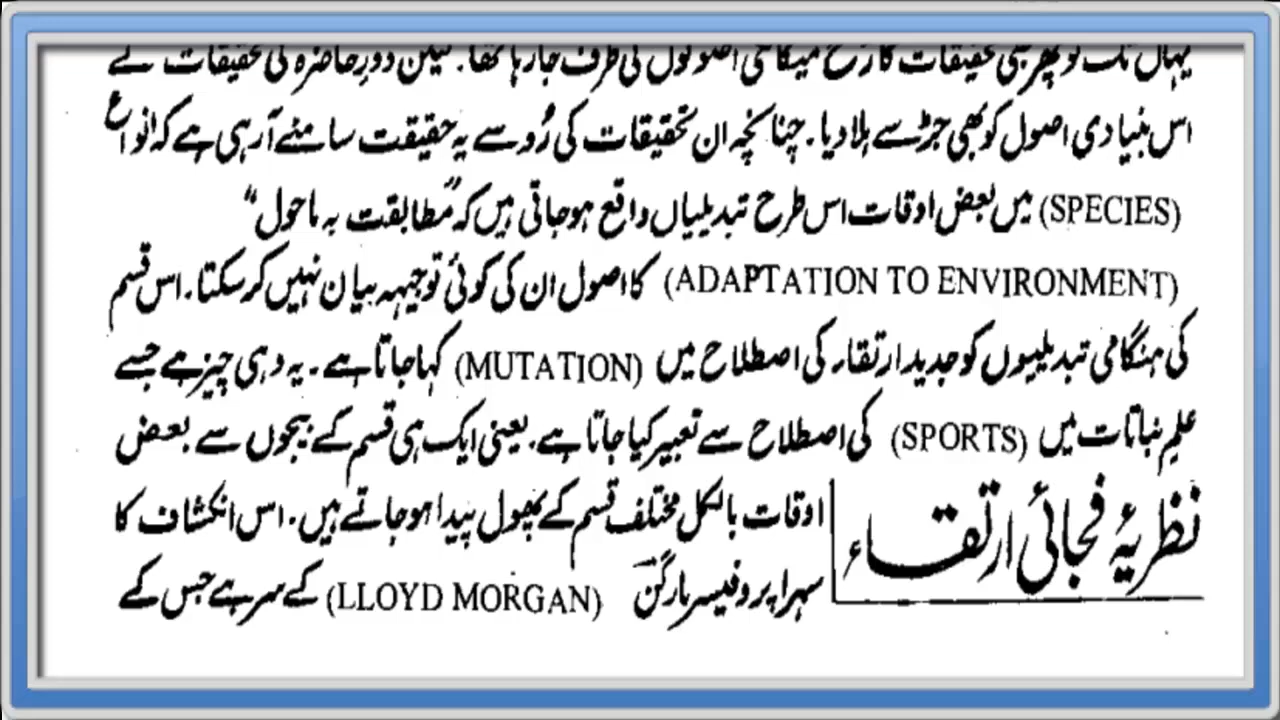 یہاں تک تو پھر بھی تحقیقات کا رُخ میکانکی اصولوں کی طرف جا رہا تھا۔ لیکن دورِ حاضرہ کی تحقیقات نے
اس بنیادی اصول کو بھی جڑ سے ہلا دیا۔ چنانچہ ان تحقیقات کی رُو سے یہ حقیقت سامنے آرہی ہے کہ انواع
(SPECIES) میں بعض اوقات اس طرح تبدیلیاں واقع ہو جاتی ہیں کہ ”مطابقت بہ ماحول“
(ADAPTATION TO ENVIRONMENT) کا اصول ان کی کوئی توجیہہ بیان نہیں کر سکتا۔ اس قسم
کی ہنگامی تبدیلیوں کو جدید ارتقاء کی اصطلاح میں (MUTATION) کہا جاتا ہے۔ یہ وہی چیز ہے جسے
علمِ نباتات میں (SPORTS) کی اصطلاح سے تعبیر کیا جاتا ہے۔ یعنی ایک ہی قسم کے بیجوں سے بعض
نظریۂ فجائی ارتقاء
اوقات بالکل مختلف قسم کے پھول پیدا ہو جاتے ہیں۔ اس انکشاف کا
سہرا پروفیسر مارگن (LLOYD MORGAN) کے سر ہے جس کے